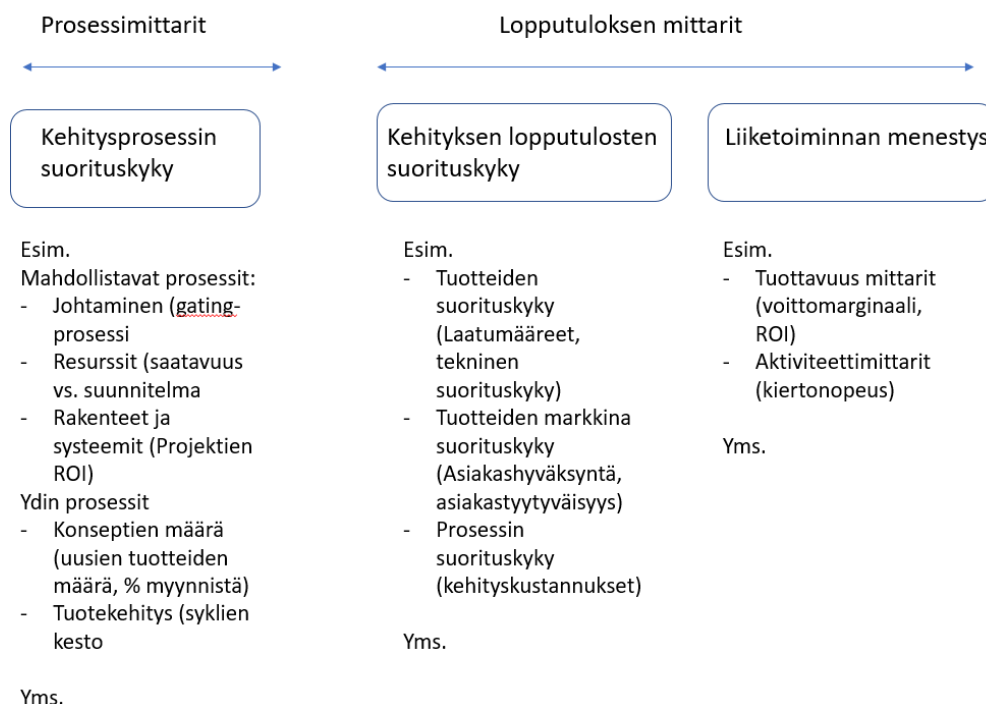 Prosessimittarit
Lopputuloksen mittarit
Kehitysprosessin
suorituskyky
Kehityksen lopputulosten
suorituskyky
Liiketoiminnan menestys
Esim.
Mahdollistavat prosessit:
- Johtaminen (gating-
prosessi
- Resurssit (saatavuus
vs. suunnitelma
- Rakenteet ja
systeemit (Projektien
ROI)
Ydin prosessit
- Konseptien määrä
(uusien tuotteiden
määrä, % myynnistä)
- Tuotekehitys (syklien
kesto
Yms.
Esim.
- Tuotteiden
suorituskyky
(Laatumääreet,
tekninen
suorituskyky)
- Tuotteiden markkina
suorituskyky
(Asiakashyväksyntä,
asiakastyytyväisyys)
- Prosessin
suorituskyky
(kehityskustannukset)
Yms.
Esim.
- Tuottavuus mittarit
(voittomarginaali,
ROI)
- Aktiviteettimittarit
(kiertonopeus)
Yms.